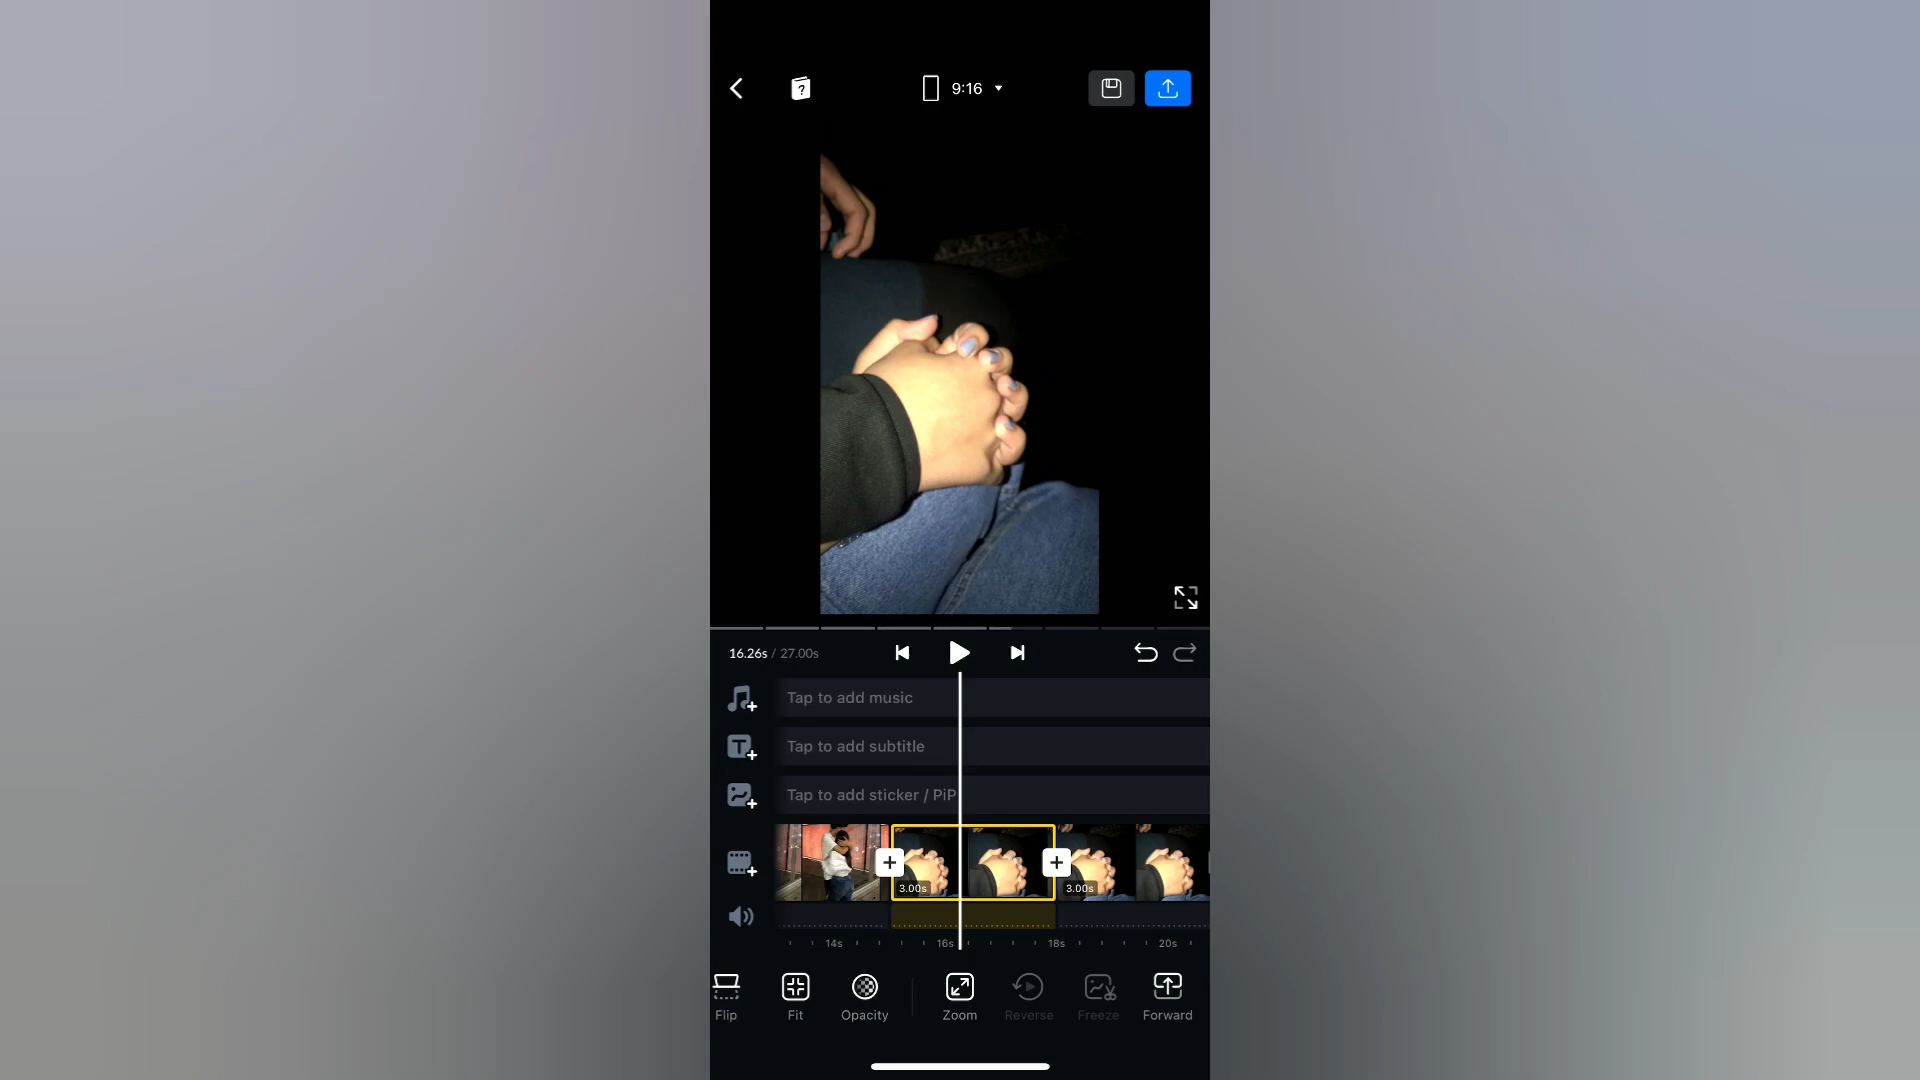 9:16
16.26s / 27.00s
Tap to add music
Tap to add subtitle
Tap to add sticker / PiP
3.00s 3.00s
14s 16s 18s 20s
Flip Fit Opacity Zoom Reverse Freeze Forward